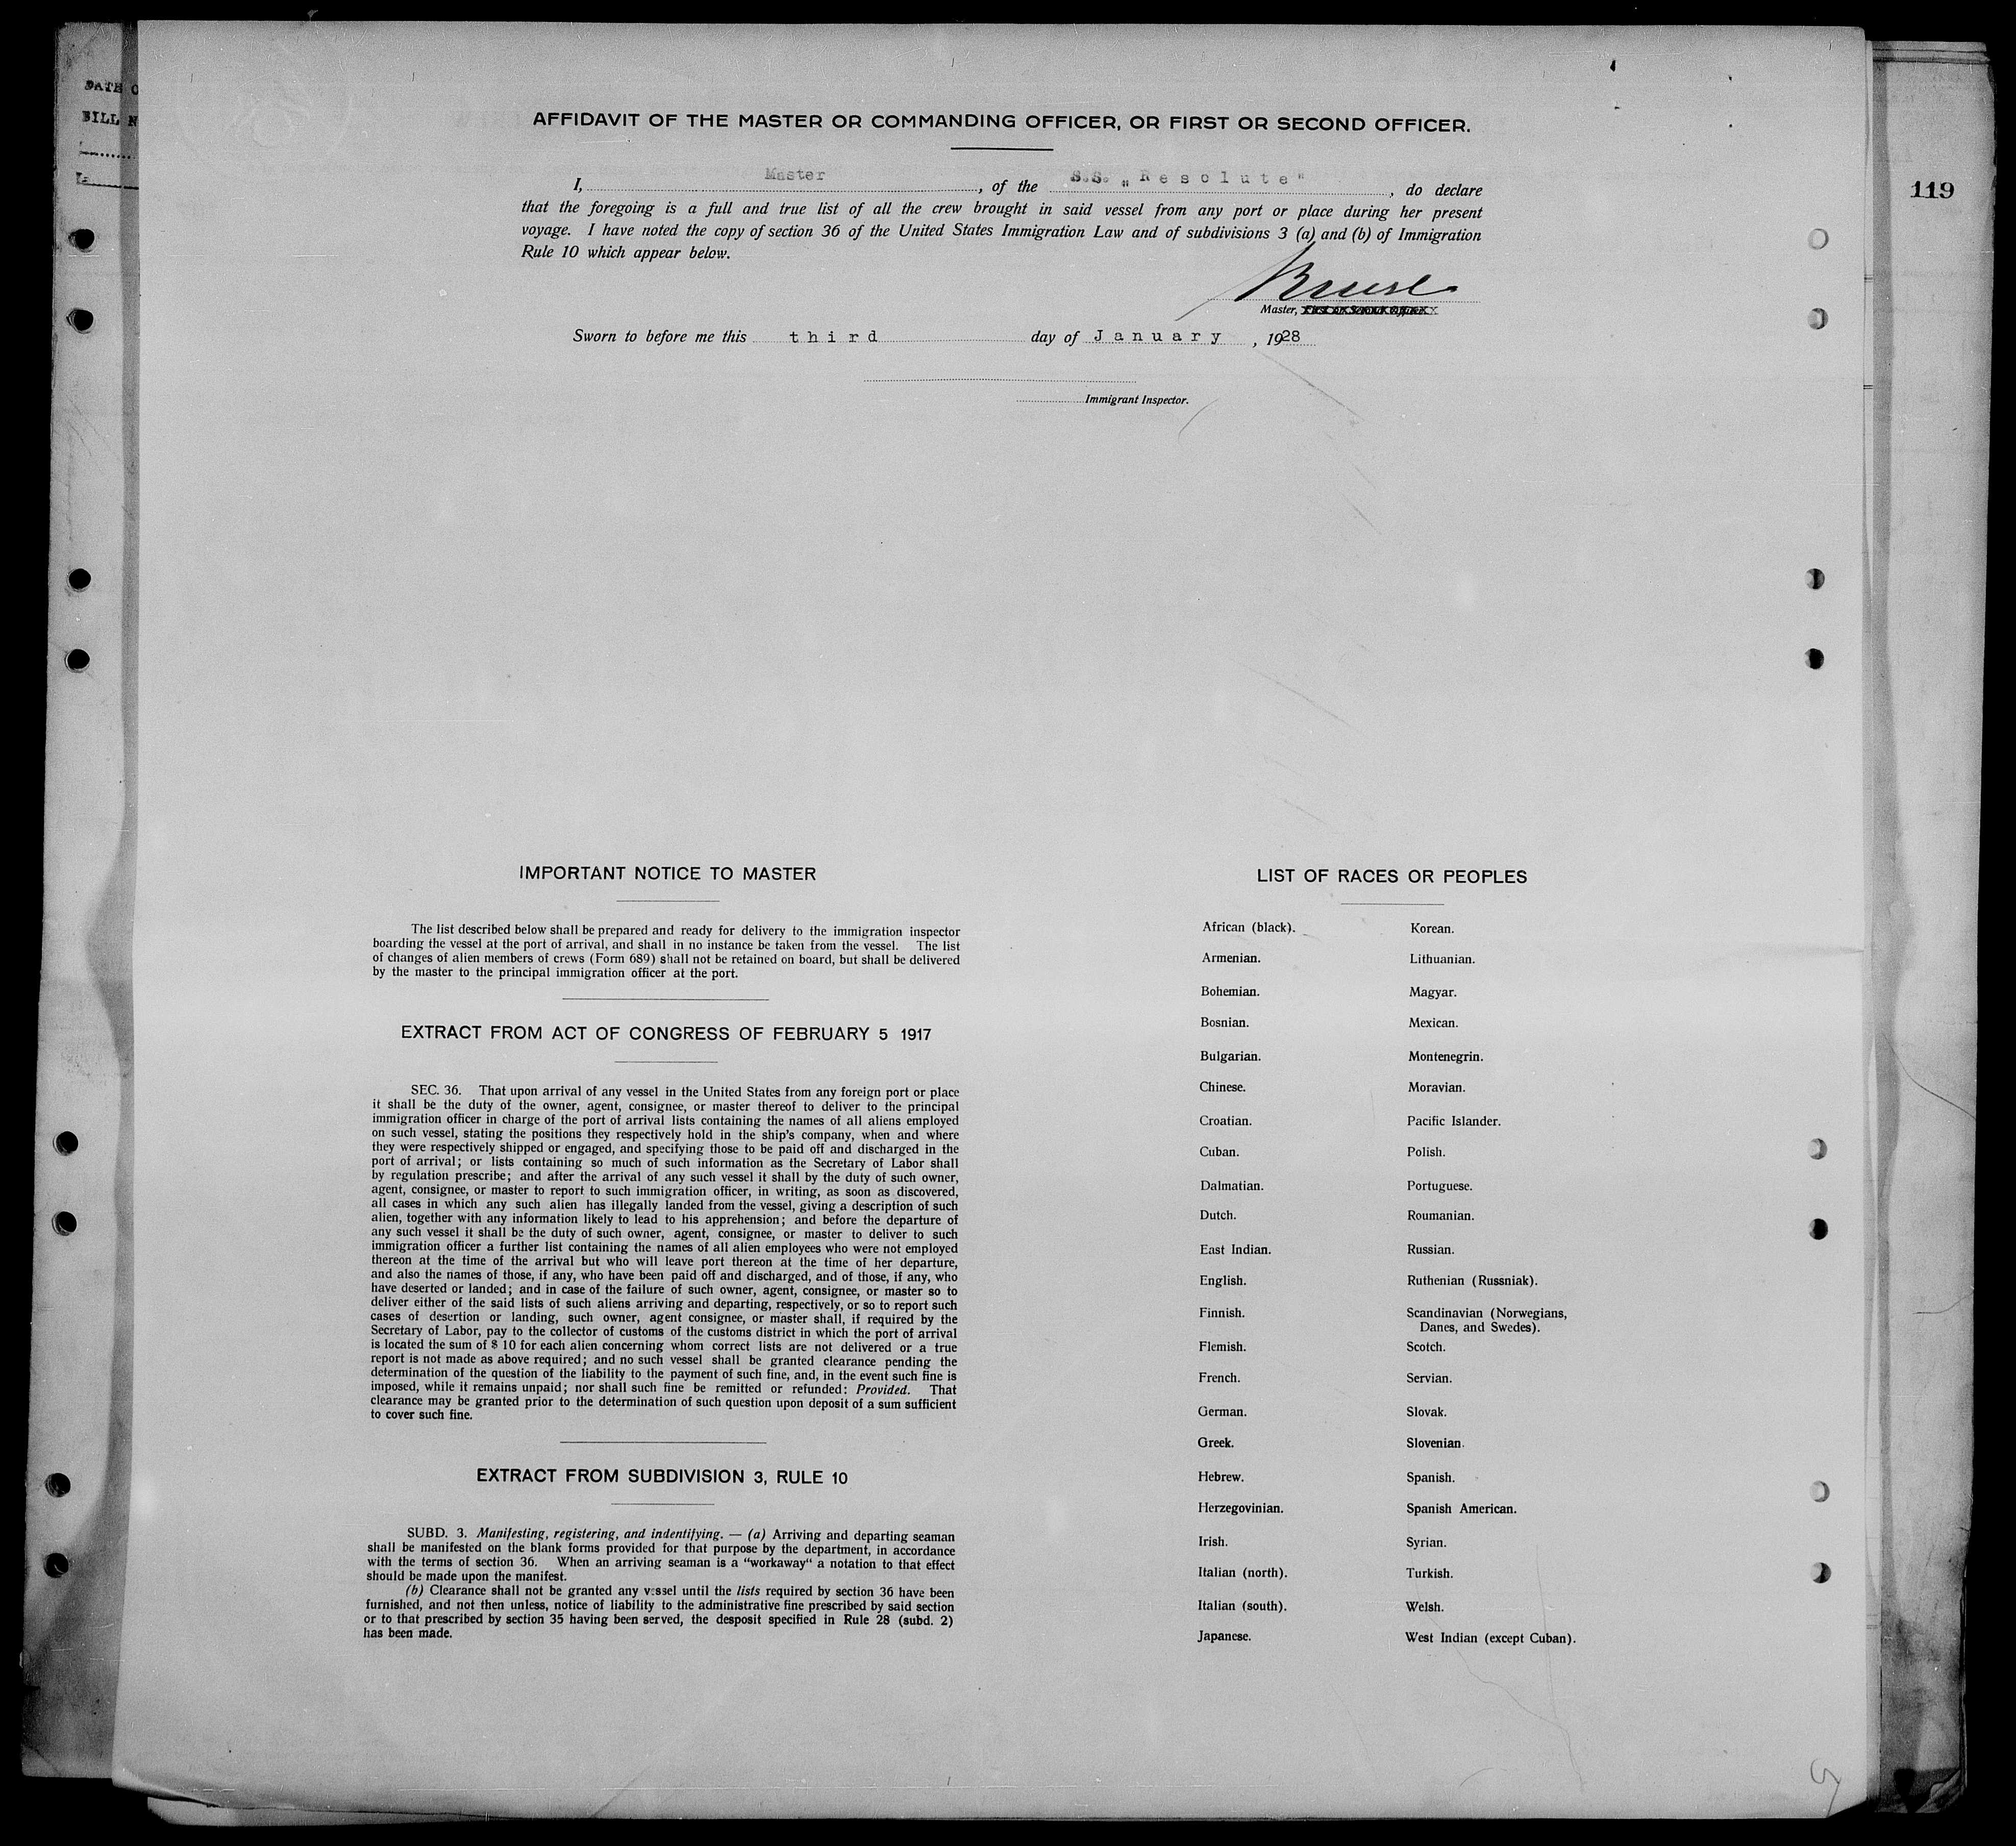 DATE O
BILL N
119
AFFIDAVIT OF THE MASTER OR COMMANDING OFFICER, OR FIRST OR SECOND OFFICER.
I, Master, of the S.S. „Resolute", do declare
that the foregoing is a full and true list of all the crew brought in said vessel from any port or place during her present
voyage. I have noted the copy of section 36 of the United States Immigration Law and of subdivisions 3 (a) and (b) of Immigration
Rule 10 which appear below.
Master, First or Second Officer
Sworn to before me this third day of January, 1928
Immigrant Inspector.
IMPORTANT NOTICE TO MASTER
The list described below shall be prepared and ready for delivery to the immigration inspector
boarding the vessel at the port of arrival, and shall in no instance be taken from the vessel. The list
of changes of alien members of crews (Form 689) shall not be retained on board, but shall be delivered
by the master to the principal immigration officer at the port.
EXTRACT FROM ACT OF CONGRESS OF FEBRUARY 5 1917
SEC. 36. That upon arrival of any vessel in the United States from any foreign port or place
it shall be the duty of the owner, agent, consignee, or master thereof to deliver to the principal
immigration officer in charge of the port of arrival lists containing the names of all aliens employed
on such vessel, stating the positions they respectively hold in the ship's company, when and where
they were respectively shipped or engaged, and specifying those to be paid off and discharged in the
port of arrival; or lists containing so much of such information as the Secretary of Labor shall
by regulation prescribe; and after the arrival of any such vessel it shall by the duty of such owner,
agent, consignee, or master to report to such immigration officer, in writing, as soon as discovered,
all cases in which any such alien has illegally landed from the vessel, giving a description of such
alien, together with any information likely to lead to his apprehension; and before the departure of
any such vessel it shall be the duty of such owner, agent, consignee, or master to deliver to such
immigration officer a further list containing the names of all alien employees who were not employed
thereon at the time of the arrival but who will leave port thereon at the time of her departure,
and also the names of those, if any, who have been paid off and discharged, and of those, if any, who
have deserted or landed; and in case of the failure of such owner, agent, consignee, or master so to
deliver either of the said lists of such aliens arriving and departing, respectively, or so to report such
cases of desertion or landing, such owner, agent consignee, or master shall, if required by the
Secretary of Labor, pay to the collector of customs of the customs district in which the port of arrival
is located the sum of $ 10 for each alien concerning whom correct lists are not delivered or a true
report is not made as above required; and no such vessel shall be granted clearance pending the
determination of the question of the liability to the payment of such fine, and, in the event such fine is
imposed, while it remains unpaid; nor shall such fine be remitted or refunded: Provided. That
clearance may be granted prior to the determination of such question upon deposit of a sum sufficient
to cover such fine.
EXTRACT FROM SUBDIVISION 3, RULE 10
SUBD. 3. Manifesting, registering, and indentifying. — (a) Arriving and departing seaman
shall be manifested on the blank forms provided for that purpose by the department, in accordance
with the terms of section 36. When an arriving seaman is a “workaway“ a notation to that effect
should be made upon the manifest.
(b) Clearance shall not be granted any vessel until the lists required by section 36 have been
furnished, and not then unless, notice of liability to the administrative fine prescribed by said section
or to that prescribed by section 35 having been served, the desposit specified in Rule 28 (subd. 2)
has been made.
LIST OF RACES OR PEOPLES
African (black).
Armenian.
Bohemian.
Bosnian.
Bulgarian.
Chinese.
Croatian.
Cuban.
Dalmatian.
Dutch.
East Indian.
English.
Finnish.
Flemish.
French.
German.
Greek.
Hebrew.
Herzegovinian.
Irish.
Italian (north).
Italian (south).
Japanese.
Korean.
Lithuanian.
Magyar.
Mexican.
Montenegrin.
Moravian.
Pacific Islander.
Polish.
Portuguese.
Roumanian.
Russian.
Ruthenian (Russniak).
Scandinavian (Norwegians,
Danes, and Swedes).
Scotch.
Servian.
Slovak.
Slovenian.
Spanish.
Spanish American.
Syrian.
Turkish.
Welsh.
West Indian (except Cuban).
5